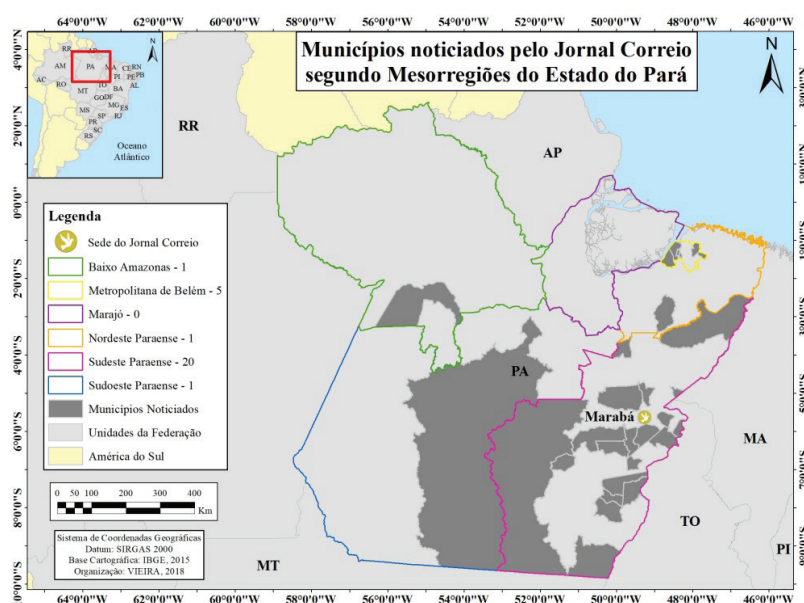 Municípios noticiados pelo Jornal Correio
segundo Mesorregiões do Estado do Pará
N
N
RR
AP
AM
PA
MA
CE
RN
PI
PE
PB
AC
RO
TO
AL
MT
BA
GO
DF
MG
ES
MS
SP
RJ
PR
SC
RS
Oceano
Atlântico
RR
AP
PA
Marabá
MA
TO
PI
MT
Legenda
Sede do Jornal Correio
Baixo Amazonas - 1
Metropolitana de Belém - 5
Marajó - 0
Nordeste Paraense - 1
Sudeste Paraense - 20
Sudoeste Paraense - 1
Municípios Noticiados
Unidades da Federação
América do Sul
0 50 100 200 300 400
Km
Sistema de Coordenadas Geográficas
Datum: SIRGAS 2000
Base Cartográfica: IBGE, 2015
Organização: VIEIRA, 2018
4°0'0"N
2°0'0"N
0°0'0"
2°0'0"S
4°0'0"S
6°0'0"S
8°0'0"S
64°0'0"O 62°0'0"O 60°0'0"O 58°0'0"O 56°0'0"O 54°0'0"O 52°0'0"O 50°0'0"O 48°0'0"O 46°0'0"O